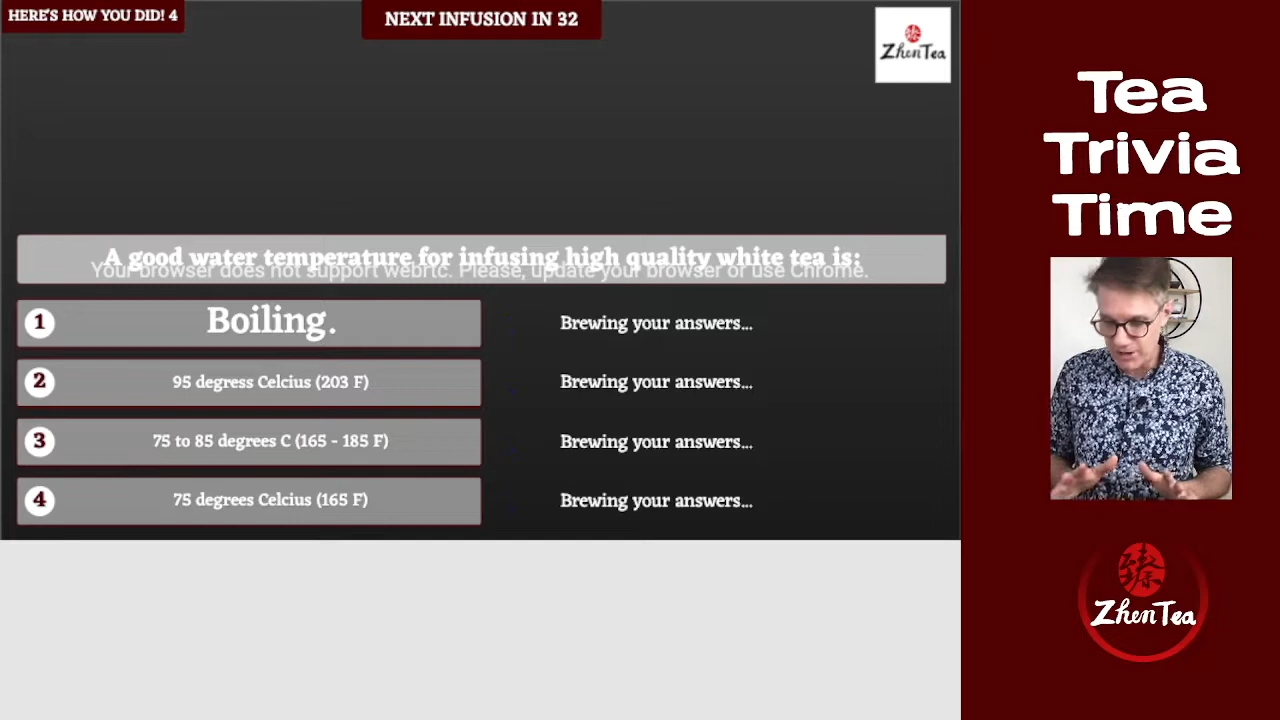 HERE'S HOW YOU DID! 4
NEXT INFUSION IN 32
臻
ZhenTea
A good water temperature for infusing high quality white tea is:
Your browser does not support webrtc. Please, update your browser or use Chrome.
1 Boiling. Brewing your answers...
2 95 degress Celcius (203 F) Brewing your answers...
3 75 to 85 degrees C (165 - 185 F) Brewing your answers...
4 75 degrees Celcius (165 F) Brewing your answers...
Tea
Trivia
Time
臻
ZhenTea